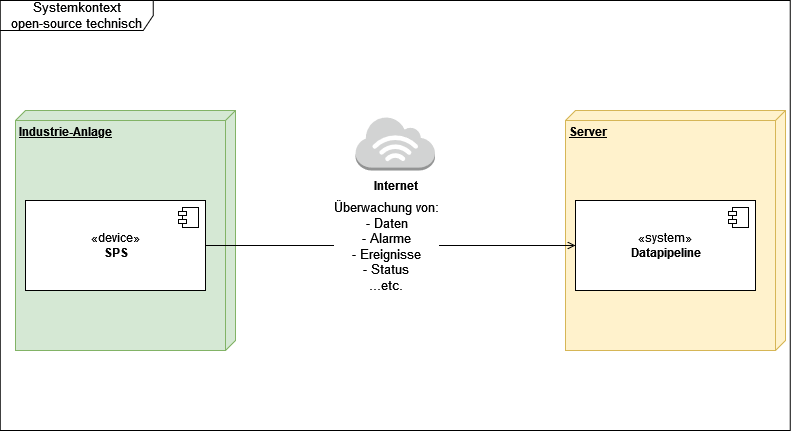 Systemkontext
open-source technisch
Industrie-Anlage
«device»
SPS
Internet
Überwachung von:
- Daten
- Alarme
- Ereignisse
- Status
...etc.
Server
«system»
Datapipeline